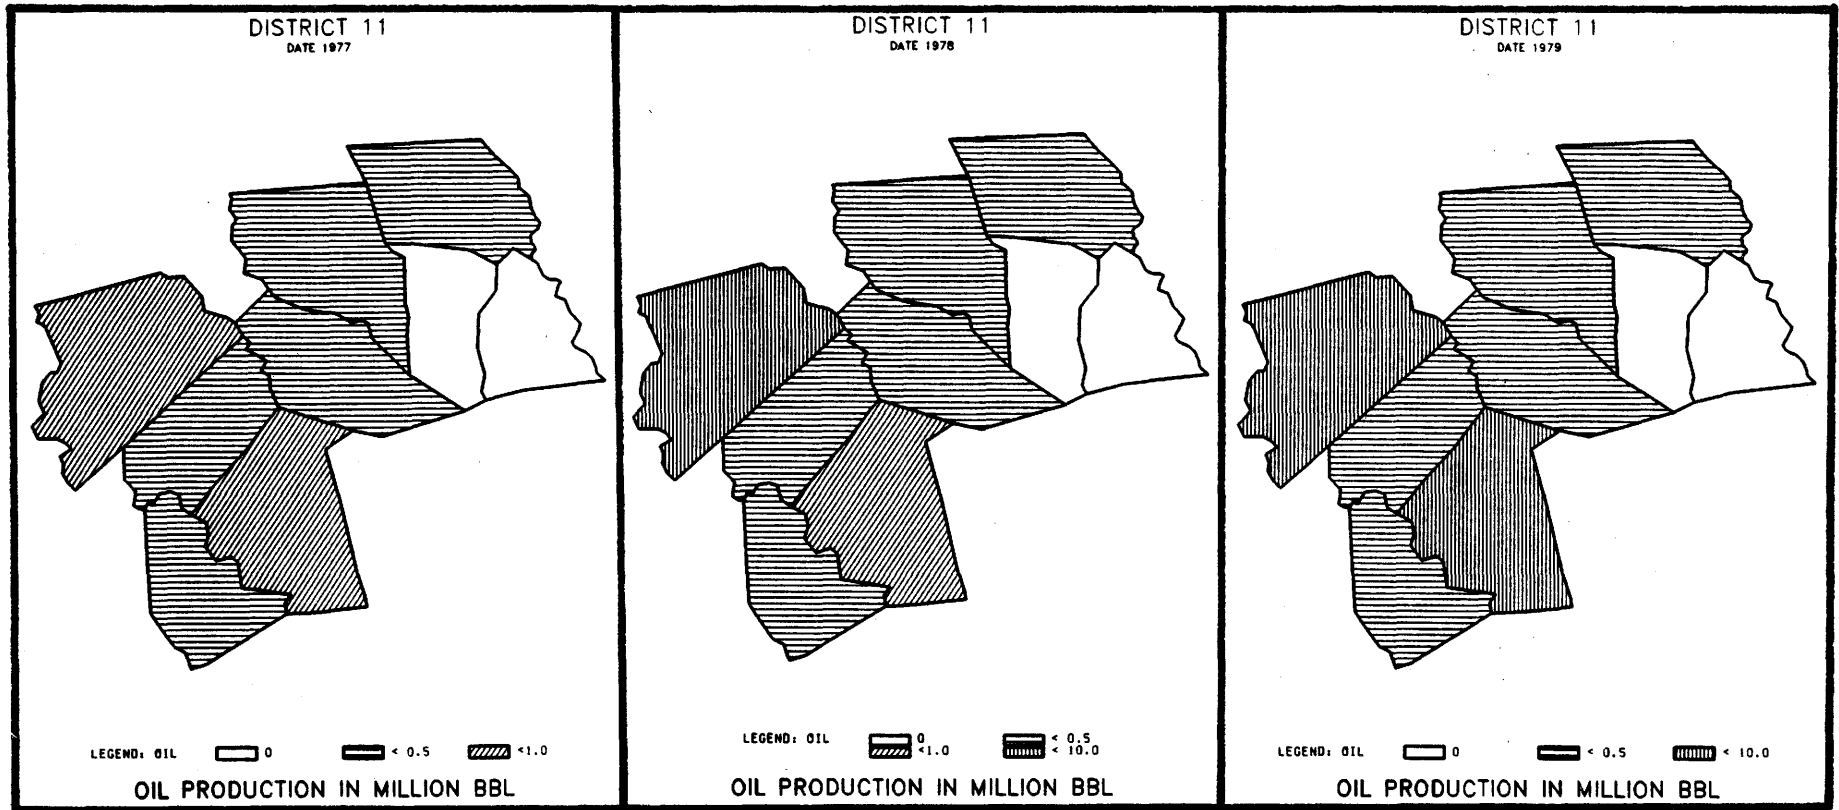 DISTRICT 11
DATE 1977
LEGEND: OIL 0 < 0.5 <1.0
OIL PRODUCTION IN MILLION BBL
DISTRICT 11
DATE 1978
LEGEND: OIL 0 < 0.5
<1.0 < 10.0
OIL PRODUCTION IN MILLION BBL
DISTRICT 11
DATE 1979
LEGEND: OIL 0 < 0.5 < 10.0
OIL PRODUCTION IN MILLION BBL